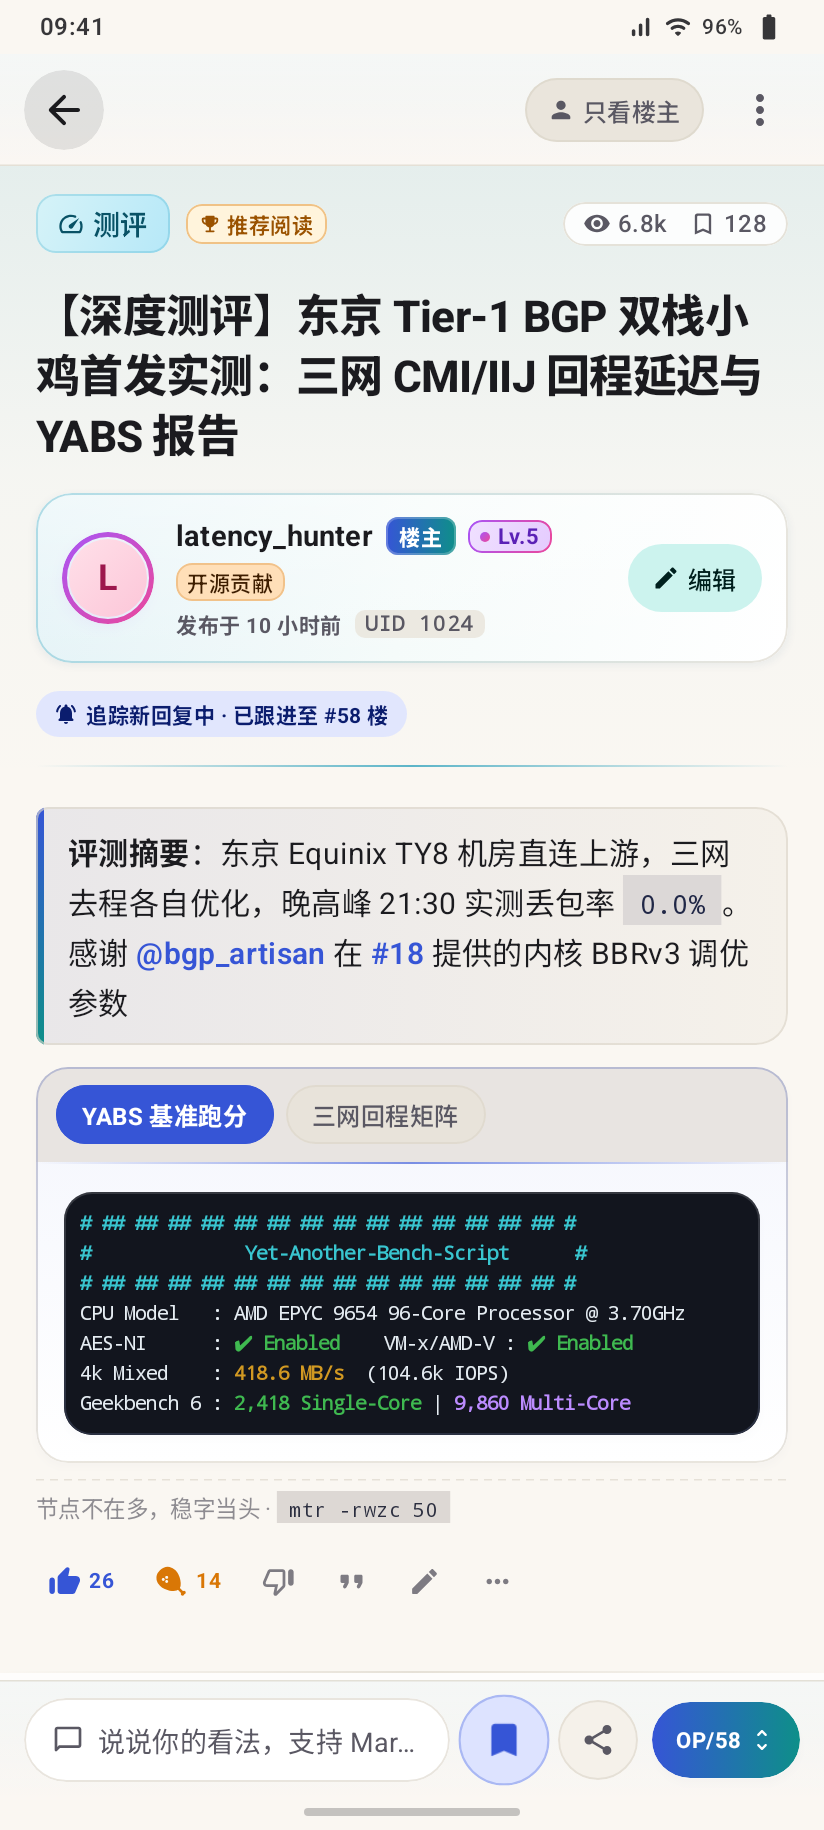 09:41
96%
只看楼主
测评
推荐阅读
6.8k
128
【深度测评】东京 Tier-1 BGP 双栈小
鸡首发实测：三网 CMI/IIJ 回程延迟与
YABS 报告
L
latency_hunter 楼主 Lv.5
开源贡献
发布于 10 小时前 UID 1024
编辑
追踪新回复中 · 已跟进至 #58 楼
评测摘要：东京 Equinix TY8 机房直连上游，三网
去程各自优化，晚高峰 21:30 实测丢包率 0.0% 。
感谢 @bgp_artisan 在 #18 提供的内核 BBRv3 调优
参数
YABS 基准跑分
三网回程矩阵
# ## ## ## ## ## ## ## ## ## ## ## ## ## ## #
# Yet-Another-Bench-Script #
# ## ## ## ## ## ## ## ## ## ## ## ## ## ## #
CPU Model : AMD EPYC 9654 96-Core Processor @ 3.70GHz
AES-NI : ✔ Enabled VM-x/AMD-V : ✔ Enabled
4k Mixed : 418.6 MB/s (104.6k IOPS)
Geekbench 6 : 2,418 Single-Core | 9,860 Multi-Core
节点不在多，稳字当头 · mtr -rwzc 50
26
14
说说你的看法，支持 Mar...
OP/58